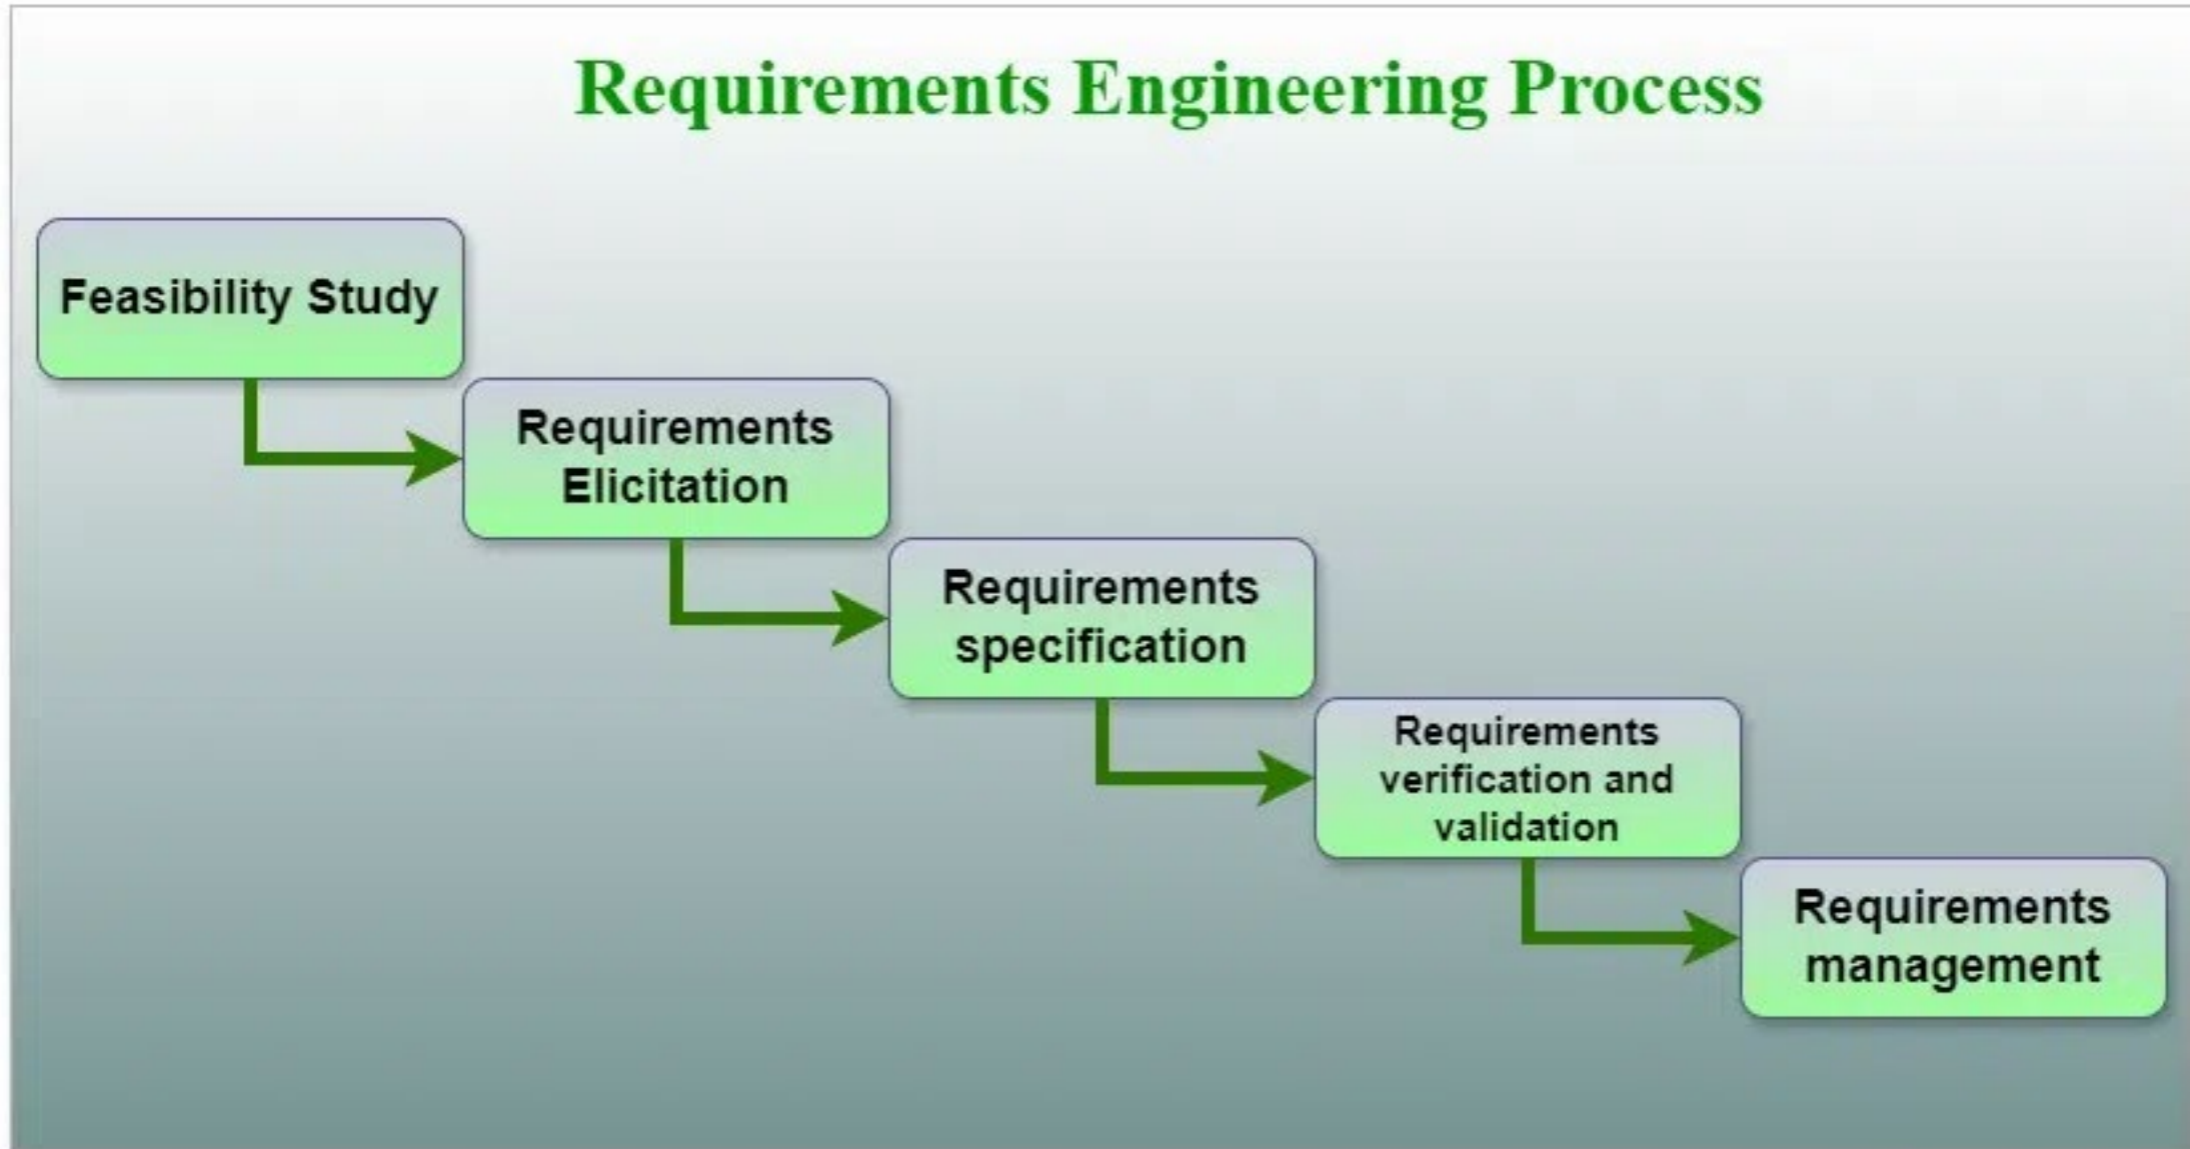 Requirements Engineering Process
Feasibility Study
Requirements
Elicitation
Requirements
specification
Requirements
verification and
validation
Requirements
management